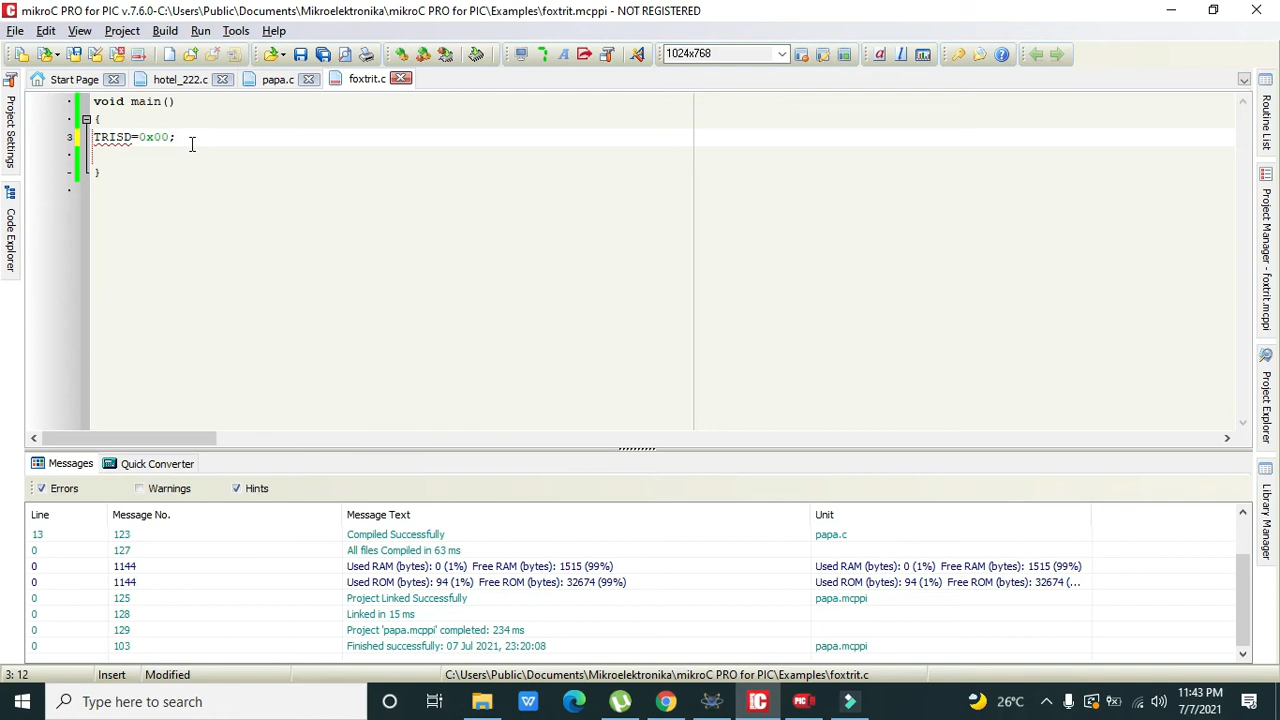 mikroC PRO for PIC v.7.6.0-C:\Users\Public\Documents\Mikroelektronika\mikroC PRO for PIC\Examples\foxtrit.mcppi - NOT REGISTERED
File Edit View Project Build Run Tools Help
1024x768
Start Page hotel_222.c papa.c foxtrit.c
void main()
{
3 TRISD=0x00;
}
Project Settings
Code Explorer
Routine List
Project Manager - foxtrit.mcppi
Project Explorer
Library Manager
Messages Quick Converter
Errors Warnings Hints
Line Message No. Message Text Unit
13 123 Compiled Successfully papa.c
0 127 All files Compiled in 63 ms
0 1144 Used RAM (bytes): 0 (1%) Free RAM (bytes): 1515 (99%) Used RAM (bytes): 0 (1%) Free RAM (bytes): 1515 (99%)
0 1144 Used ROM (bytes): 94 (1%) Free ROM (bytes): 32674 (99%) Used ROM (bytes): 94 (1%) Free ROM (bytes): 32674 (...
0 125 Project Linked Successfully papa.mcppi
0 128 Linked in 15 ms
0 129 Project 'papa.mcppi' completed: 234 ms
0 103 Finished successfully: 07 Jul 2021, 23:20:08 papa.mcppi
3: 12 Insert Modified C:\Users\Public\Documents\Mikroelektronika\mikroC PRO for PIC\Examples\foxtrit.c
Type here to search
26°C
11:43 PM
7/7/2021